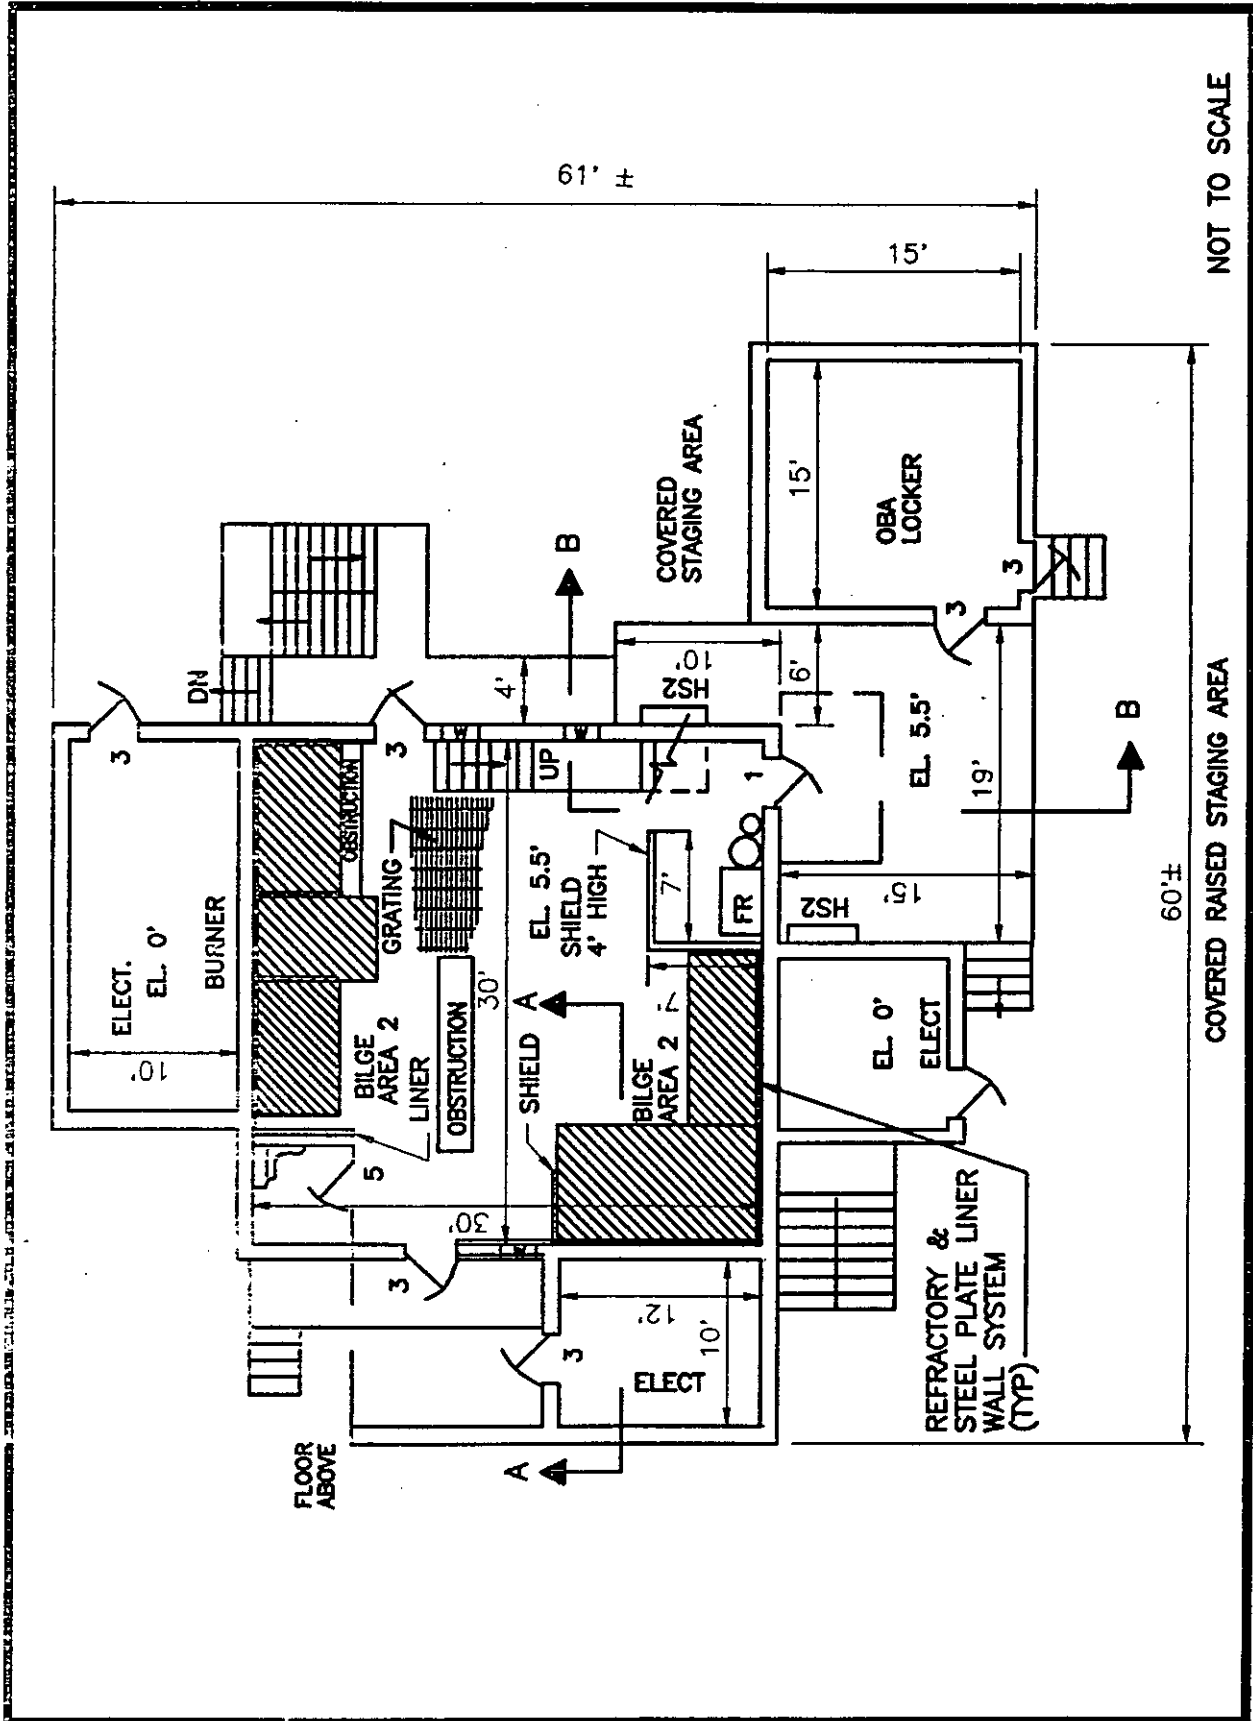 ELECT.
EL. 0'
10'
3
DN
BURNER
FLOOR
ABOVE
BILGE
AREA 2
LINER
OBSTRUCTION
GRATING
5
3
3
OBSTRUCTION
30'
30'
4'
W
W
W
UP
A
SHIELD
EL. 5.5'
SHIELD
4' HIGH
B
61' ±
A
3
12'
10'
ELECT
BILGE
AREA 2
7'
7'
FR
1
HS2
10'
6'
COVERED
STAGING AREA
15'
15'
OBA
LOCKER
3
3
HS2
15'
EL. 5.5'
19'
EL. 0'
ELECT
B
REFRACTORY &
STEEL PLATE LINER
WALL SYSTEM
(TYP)
60'±
COVERED RAISED STAGING AREA
NOT TO SCALE